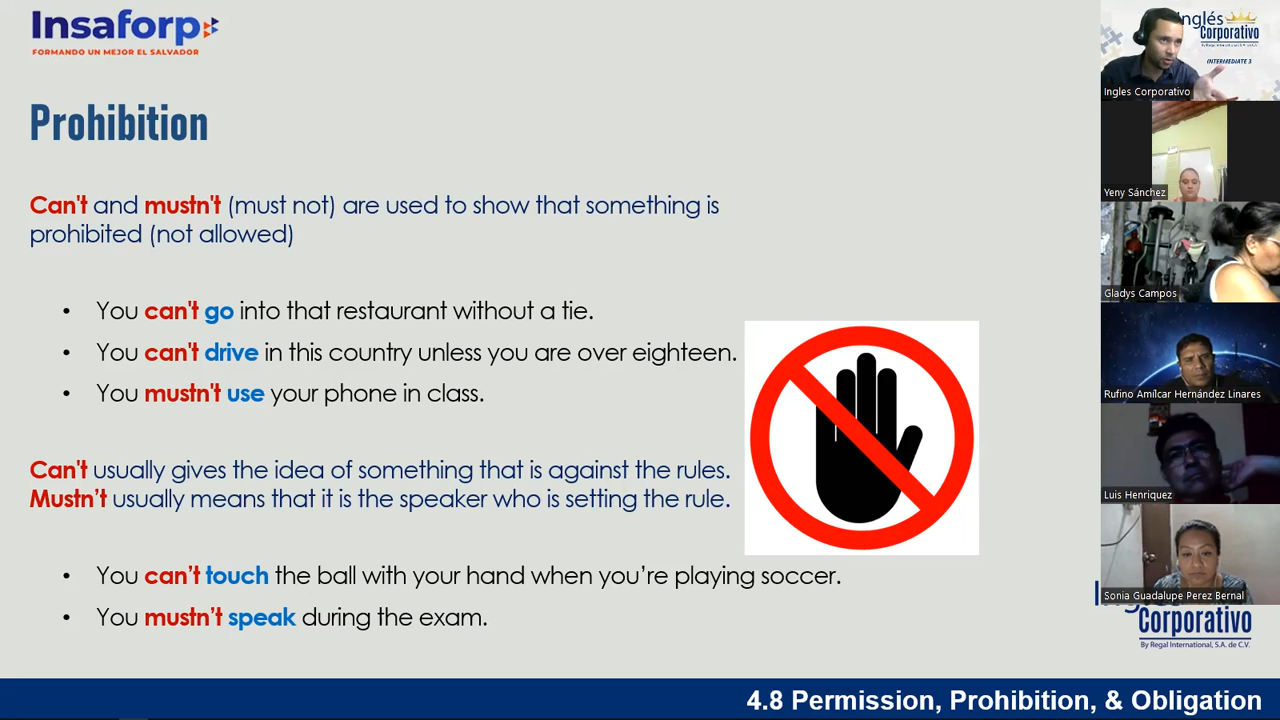 Insaforp
FORMANDO UN MEJOR EL SALVADOR
Prohibition
Can't and mustn't (must not) are used to show that something is
prohibited (not allowed)
• You can't go into that restaurant without a tie.
• You can't drive in this country unless you are over eighteen.
• You mustn't use your phone in class.
Can't usually gives the idea of something that is against the rules.
Mustn’t usually means that it is the speaker who is setting the rule.
• You can’t touch the ball with your hand when you’re playing soccer.
• You mustn’t speak during the exam.
4.8 Permission, Prohibition, & Obligation
Inglés
Corporativo
INTERMEDIATE 3
Ingles Corporativo
Yeny Sánchez
Gladys Campos
Rufino Amílcar Hernández Linares
Luis Henriquez
Sonia Guadalupe Perez Bernal
Corporativo
By Regal International, S.A. de C.V.